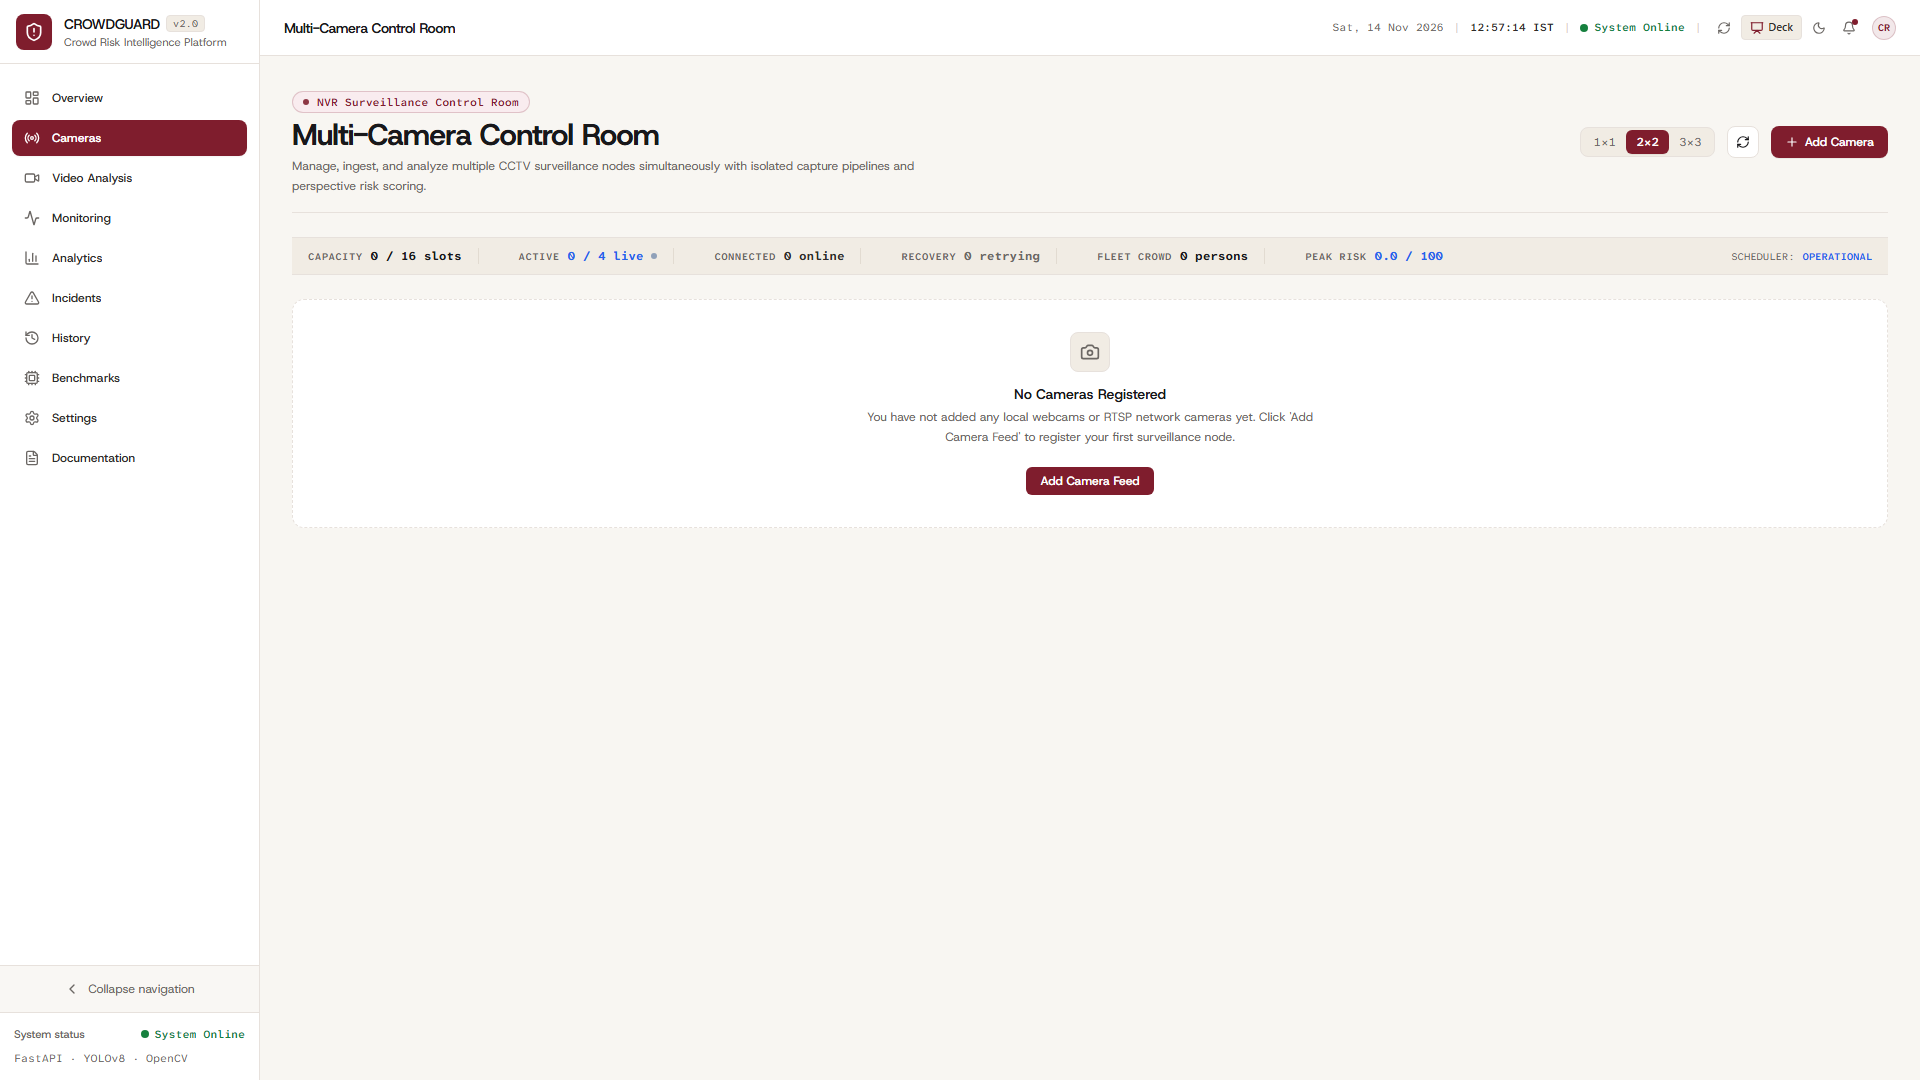 CROWDGUARD v2.0
Crowd Risk Intelligence Platform
Overview
Cameras
Video Analysis
Monitoring
Analytics
Incidents
History
Benchmarks
Settings
Documentation
Collapse navigation
System status System Online
FastAPI · YOLOv8 · OpenCV
Multi-Camera Control Room
Sat, 14 Nov 2026 | 12:57:14 IST | System Online |
Deck
CR
NVR Surveillance Control Room
Multi-Camera Control Room
Manage, ingest, and analyze multiple CCTV surveillance nodes simultaneously with isolated capture pipelines and
perspective risk scoring.
1×1 2×2 3×3
+ Add Camera
CAPACITY 0 / 16 slots ACTIVE 0 / 4 live CONNECTED 0 online RECOVERY 0 retrying FLEET CROWD 0 persons PEAK RISK 0.0 / 100 SCHEDULER: OPERATIONAL
No Cameras Registered
You have not added any local webcams or RTSP network cameras yet. Click 'Add
Camera Feed' to register your first surveillance node.
Add Camera Feed